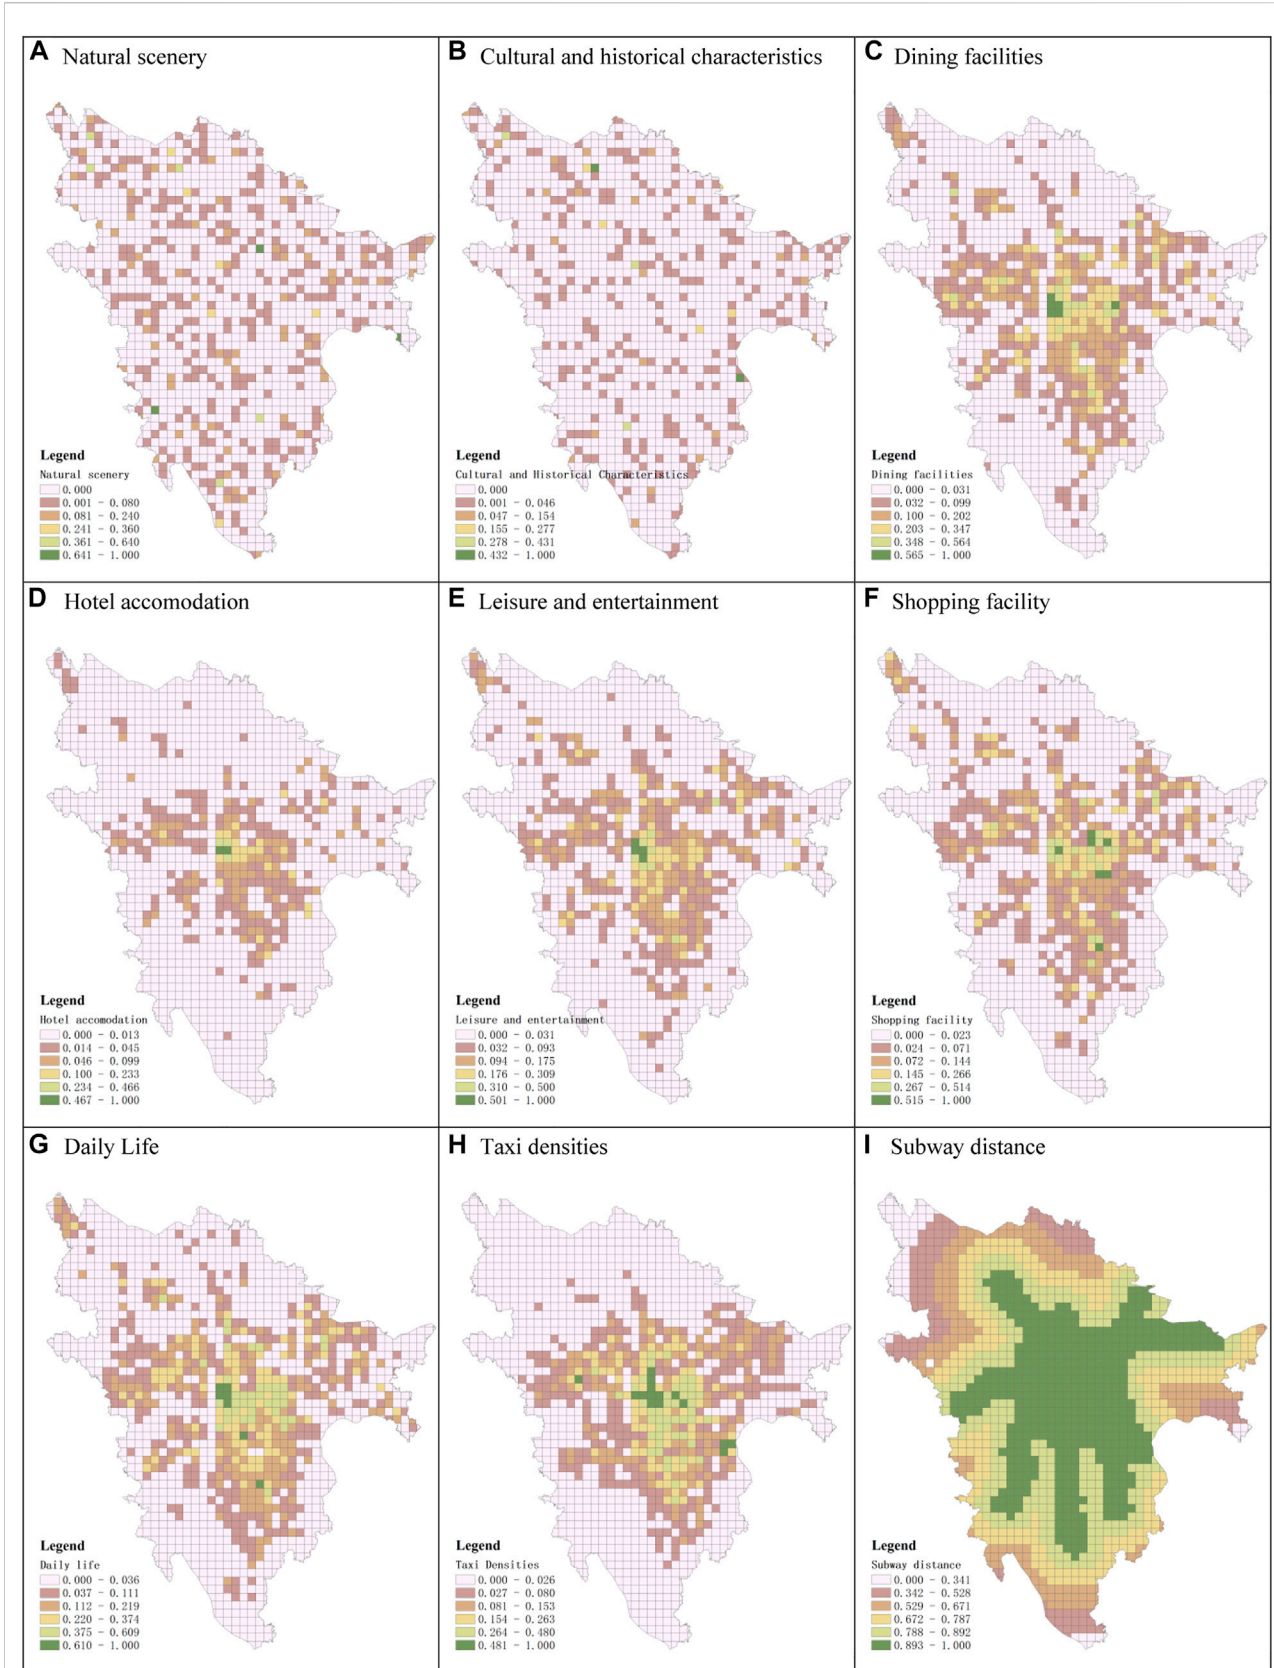 A Natural scenery
Legend
Natural scenery
0.000
0.001 - 0.080
0.081 - 0.240
0.241 - 0.360
0.361 - 0.640
0.641 - 1.000
B Cultural and historical characteristics
Legend
Cultural and Historical Characteristics
0.000
0.001 - 0.046
0.047 - 0.154
0.155 - 0.277
0.278 - 0.431
0.432 - 1.000
C Dining facilities
Legend
Dining facilities
0.000 - 0.031
0.032 - 0.099
0.100 - 0.202
0.203 - 0.347
0.348 - 0.564
0.565 - 1.000
D Hotel accomodation
Legend
Hotel accomodation
0.000 - 0.013
0.014 - 0.045
0.046 - 0.099
0.100 - 0.233
0.234 - 0.466
0.467 - 1.000
E Leisure and entertainment
Legend
Leisure and entertainment
0.000 - 0.031
0.032 - 0.093
0.094 - 0.175
0.176 - 0.309
0.310 - 0.500
0.501 - 1.000
F Shopping facility
Legend
Shopping facility
0.000 - 0.023
0.024 - 0.071
0.072 - 0.144
0.145 - 0.266
0.267 - 0.514
0.515 - 1.000
G Daily Life
Legend
Daily life
0.000 - 0.036
0.037 - 0.111
0.112 - 0.219
0.220 - 0.374
0.375 - 0.609
0.610 - 1.000
H Taxi densities
Legend
Taxi Densities
0.000 - 0.026
0.027 - 0.080
0.081 - 0.153
0.154 - 0.263
0.264 - 0.480
0.481 - 1.000
I Subway distance
Legend
Subway distance
0.000 - 0.341
0.342 - 0.528
0.529 - 0.671
0.672 - 0.787
0.788 - 0.892
0.893 - 1.000